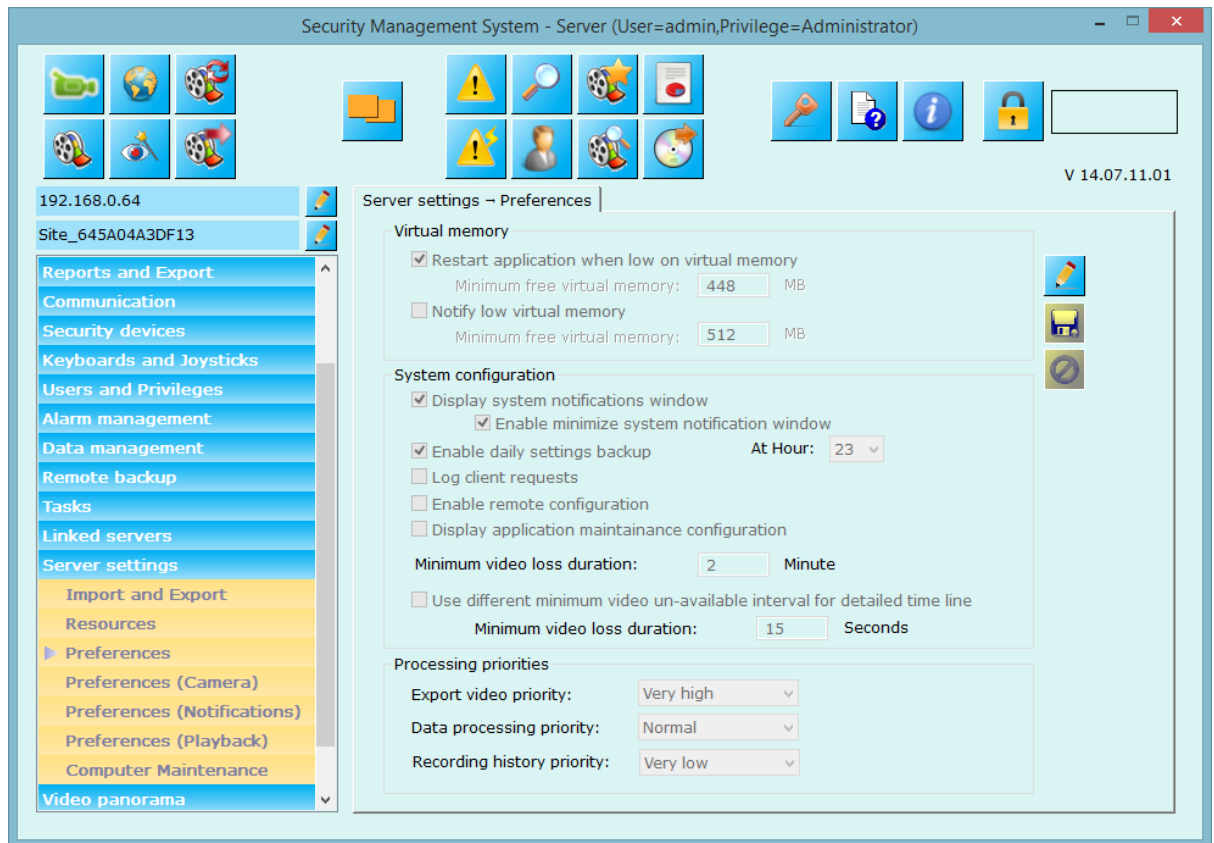 Security Management System - Server (User=admin,Privilege=Administrator)
V 14.07.11.01
192.168.0.64
Site_645A04A3DF13
Reports and Export
Communication
Security devices
Keyboards and Joysticks
Users and Privileges
Alarm management
Data management
Remote backup
Tasks
Linked servers
Server settings
Import and Export
Resources
Preferences
Preferences (Camera)
Preferences (Notifications)
Preferences (Playback)
Computer Maintenance
Video panorama
Server settings – Preferences
Virtual memory
Restart application when low on virtual memory
Minimum free virtual memory: 448 MB
Notify low virtual memory
Minimum free virtual memory: 512 MB
System configuration
Display system notifications window
Enable minimize system notification window
Enable daily settings backup At Hour: 23
Log client requests
Enable remote configuration
Display application maintainance configuration
Minimum video loss duration: 2 Minute
Use different minimum video un-available interval for detailed time line
Minimum video loss duration: 15 Seconds
Processing priorities
Export video priority: Very high
Data processing priority: Normal
Recording history priority: Very low